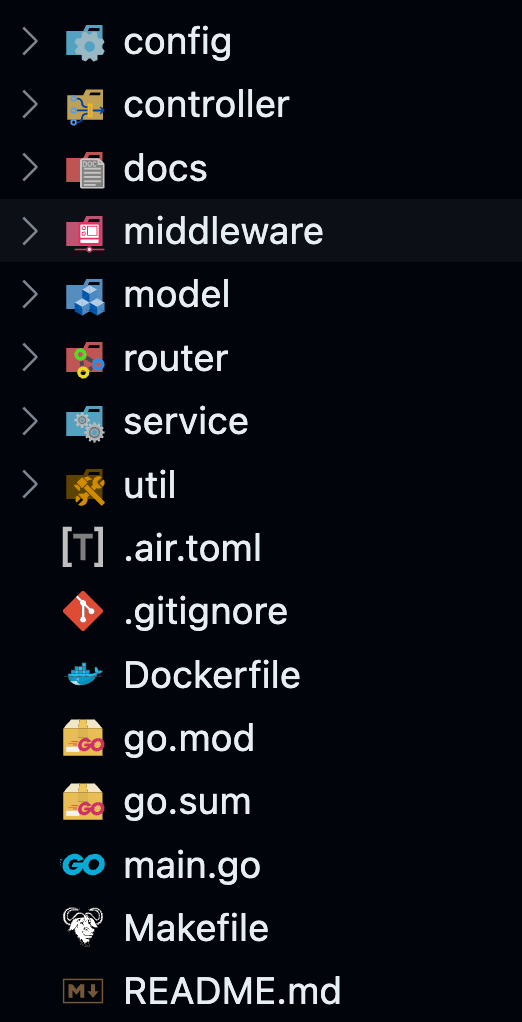 config
controller
docs
middleware
model
router
service
util
[T] .air.toml
.gitignore
Dockerfile
go.mod
go.sum
main.go
Makefile
README.md